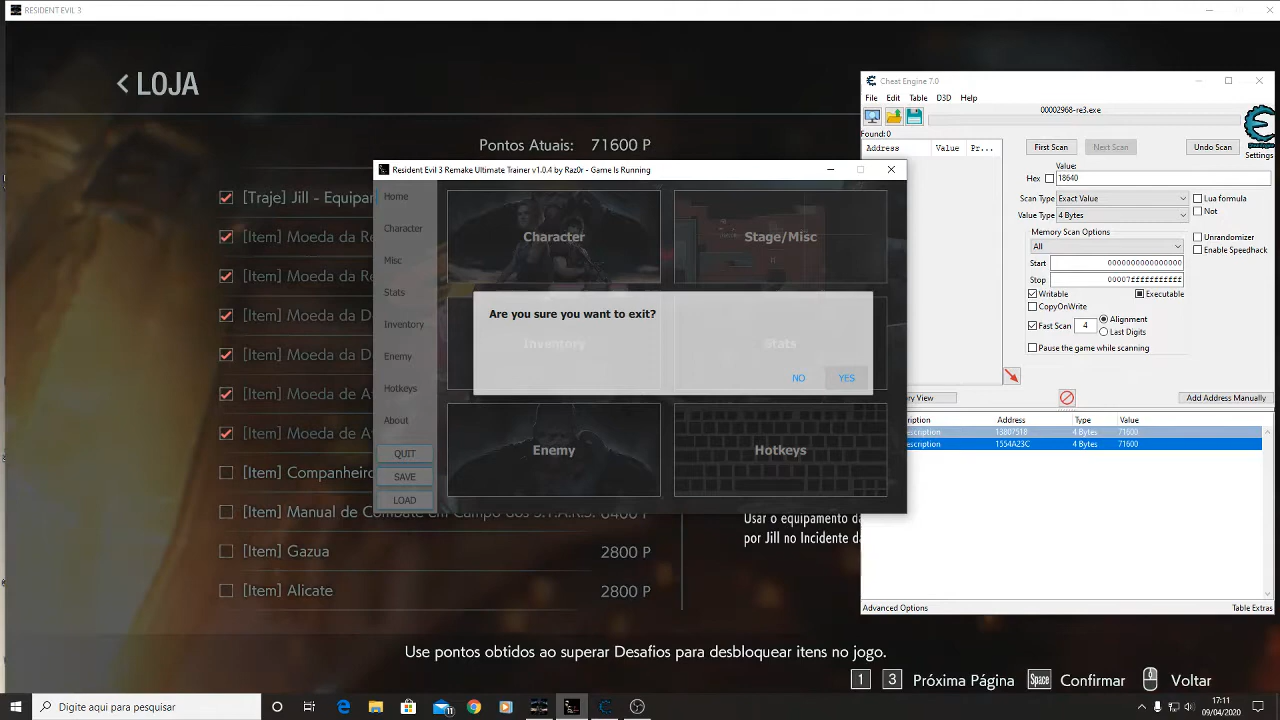 RESIDENT EVIL 3
< LOJA
Pontos Atuais: 71600 P
[Traje] Jill - Equipar
[Item] Moeda da Re
[Item] Moeda da Re
[Item] Moeda da D
[Item] Moeda da D
[Item] Moeda de A
[Item] Moeda de A
[Item] Companheiro
[Item] Manual de Combate em Campo dos S.T.A.R.S. 6400 P
[Item] Gazua 2800 P
[Item] Alicate 2800 P
Usar o equipamento da
por Jill no Incidente da
Use pontos obtidos ao superar Desafios para desbloquear itens no jogo.
1 3 Próxima Página Space Confirmar Voltar
Resident Evil 3 Remake Ultimate Trainer v1.0.4 by Raz0r - Game Is Running
Home
Character
Misc
Stats
Inventory
Enemy
Hotkeys
About
QUIT
SAVE
LOAD
Character
Stage/Misc
Inventory
Stats
Enemy
Hotkeys
Are you sure you want to exit?
NO YES
Cheat Engine 7.0
File Edit Table D3D Help
00002968-re3.exe
Found:0
Address Value Pr...
First Scan Next Scan Undo Scan
Settings
Value:
Hex 18640
Scan Type Exact Value
Lua formula
Value Type 4 Bytes
Not
Memory Scan Options
All
Unrandomizer
Enable Speedhack
Start 0000000000000000
Stop 00007fffffffffff
Writable Executable
CopyOnWrite
Fast Scan 4 Alignment
Last Digits
Pause the game while scanning
ry View
Add Address Manually
cription Address Type Value
escription 13807518 4 Bytes 71600
escription 1554A23C 4 Bytes 71600
Advanced Options Table Extras
Digite aqui para pesquisar
11
17:11
09/04/2020